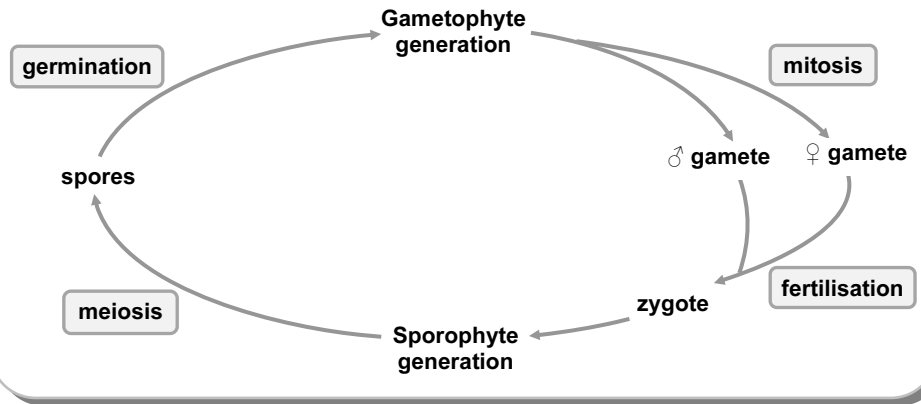 Gametophyte
generation
germination
mitosis
♂ gamete
♀ gamete
spores
fertilisation
meiosis
zygote
Sporophyte
generation